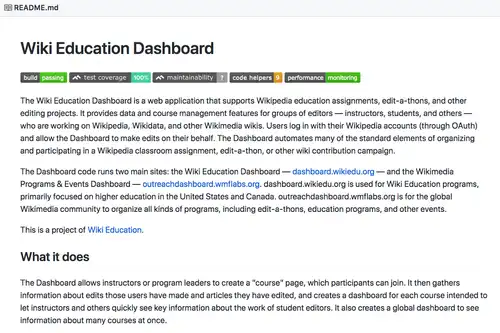 README.md
Wiki Education Dashboard
build passing test coverage 100% maintainability ? code helpers 9 performance monitoring
The Wiki Education Dashboard is a web application that supports Wikipedia education assignments, edit-a-thons, and other
editing projects. It provides data and course management features for groups of editors — instructors, students, and others —
who are working on Wikipedia, Wikidata, and other Wikimedia wikis. Users log in with their Wikipedia accounts (through OAuth)
and allow the Dashboard to make edits on their behalf. The Dashboard automates many of the standard elements of organizing
and participating in a Wikipedia classroom assignment, edit-a-thon, or other wiki contribution campaign.
The Dashboard code runs two main sites: the Wiki Education Dashboard — dashboard.wikiedu.org — and the Wikimedia
Programs & Events Dashboard — outreachdashboard.wmflabs.org. dashboard.wikiedu.org is used for Wiki Education programs,
primarily focused on higher education in the United States and Canada. outreachdashboard.wmflabs.org is for the global
Wikimedia community to organize all kinds of programs, including edit-a-thons, education programs, and other events.
This is a project of Wiki Education.
What it does
The Dashboard allows instructors or program leaders to create a "course" page, which participants can join. It then gathers
information about edits those users have made and articles they have edited, and creates a dashboard for each course intended to
let instructors and others quickly see key information about the work of student editors. It also creates a global dashboard to see
information about many courses at once.